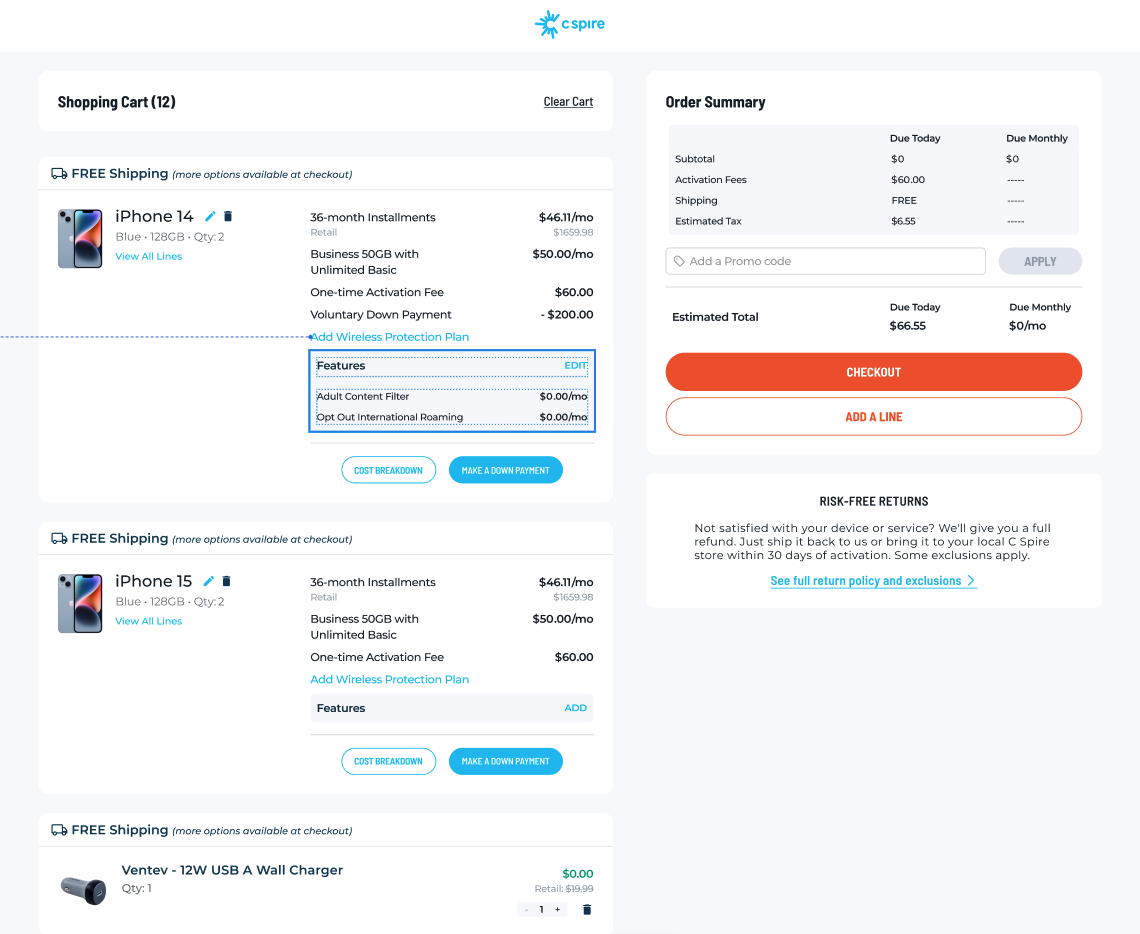 c spire
Shopping Cart (12)
Clear Cart
FREE Shipping (more options available at checkout)
iPhone 14
Blue • 128GB • Qty: 2
View All Lines
36-month Installments $46.11/mo
Retail $1659.98
Business 50GB with $50.00/mo
Unlimited Basic
One-time Activation Fee $60.00
Voluntary Down Payment - $200.00
Add Wireless Protection Plan
Features EDIT
Adult Content Filter $0.00/mo
Opt Out International Roaming $0.00/mo
COST BREAKDOWN MAKE A DOWN PAYMENT
FREE Shipping (more options available at checkout)
iPhone 15
Blue • 128GB • Qty: 2
View All Lines
36-month Installments $46.11/mo
Retail $1659.98
Business 50GB with $50.00/mo
Unlimited Basic
One-time Activation Fee $60.00
Add Wireless Protection Plan
Features ADD
COST BREAKDOWN MAKE A DOWN PAYMENT
FREE Shipping (more options available at checkout)
Ventev - 12W USB A Wall Charger
Qty: 1
$0.00
Retail: $19.99
- 1 +
Order Summary
Due Today Due Monthly
Subtotal $0 $0
Activation Fees $60.00 -----
Shipping FREE -----
Estimated Tax $6.55 -----
Add a Promo code APPLY
Due Today Due Monthly
Estimated Total $66.55 $0/mo
CHECKOUT
ADD A LINE
RISK-FREE RETURNS
Not satisfied with your device or service? We'll give you a full
refund. Just ship it back to us or bring it to your local C Spire
store within 30 days of activation. Some exclusions apply.
See full return policy and exclusions >